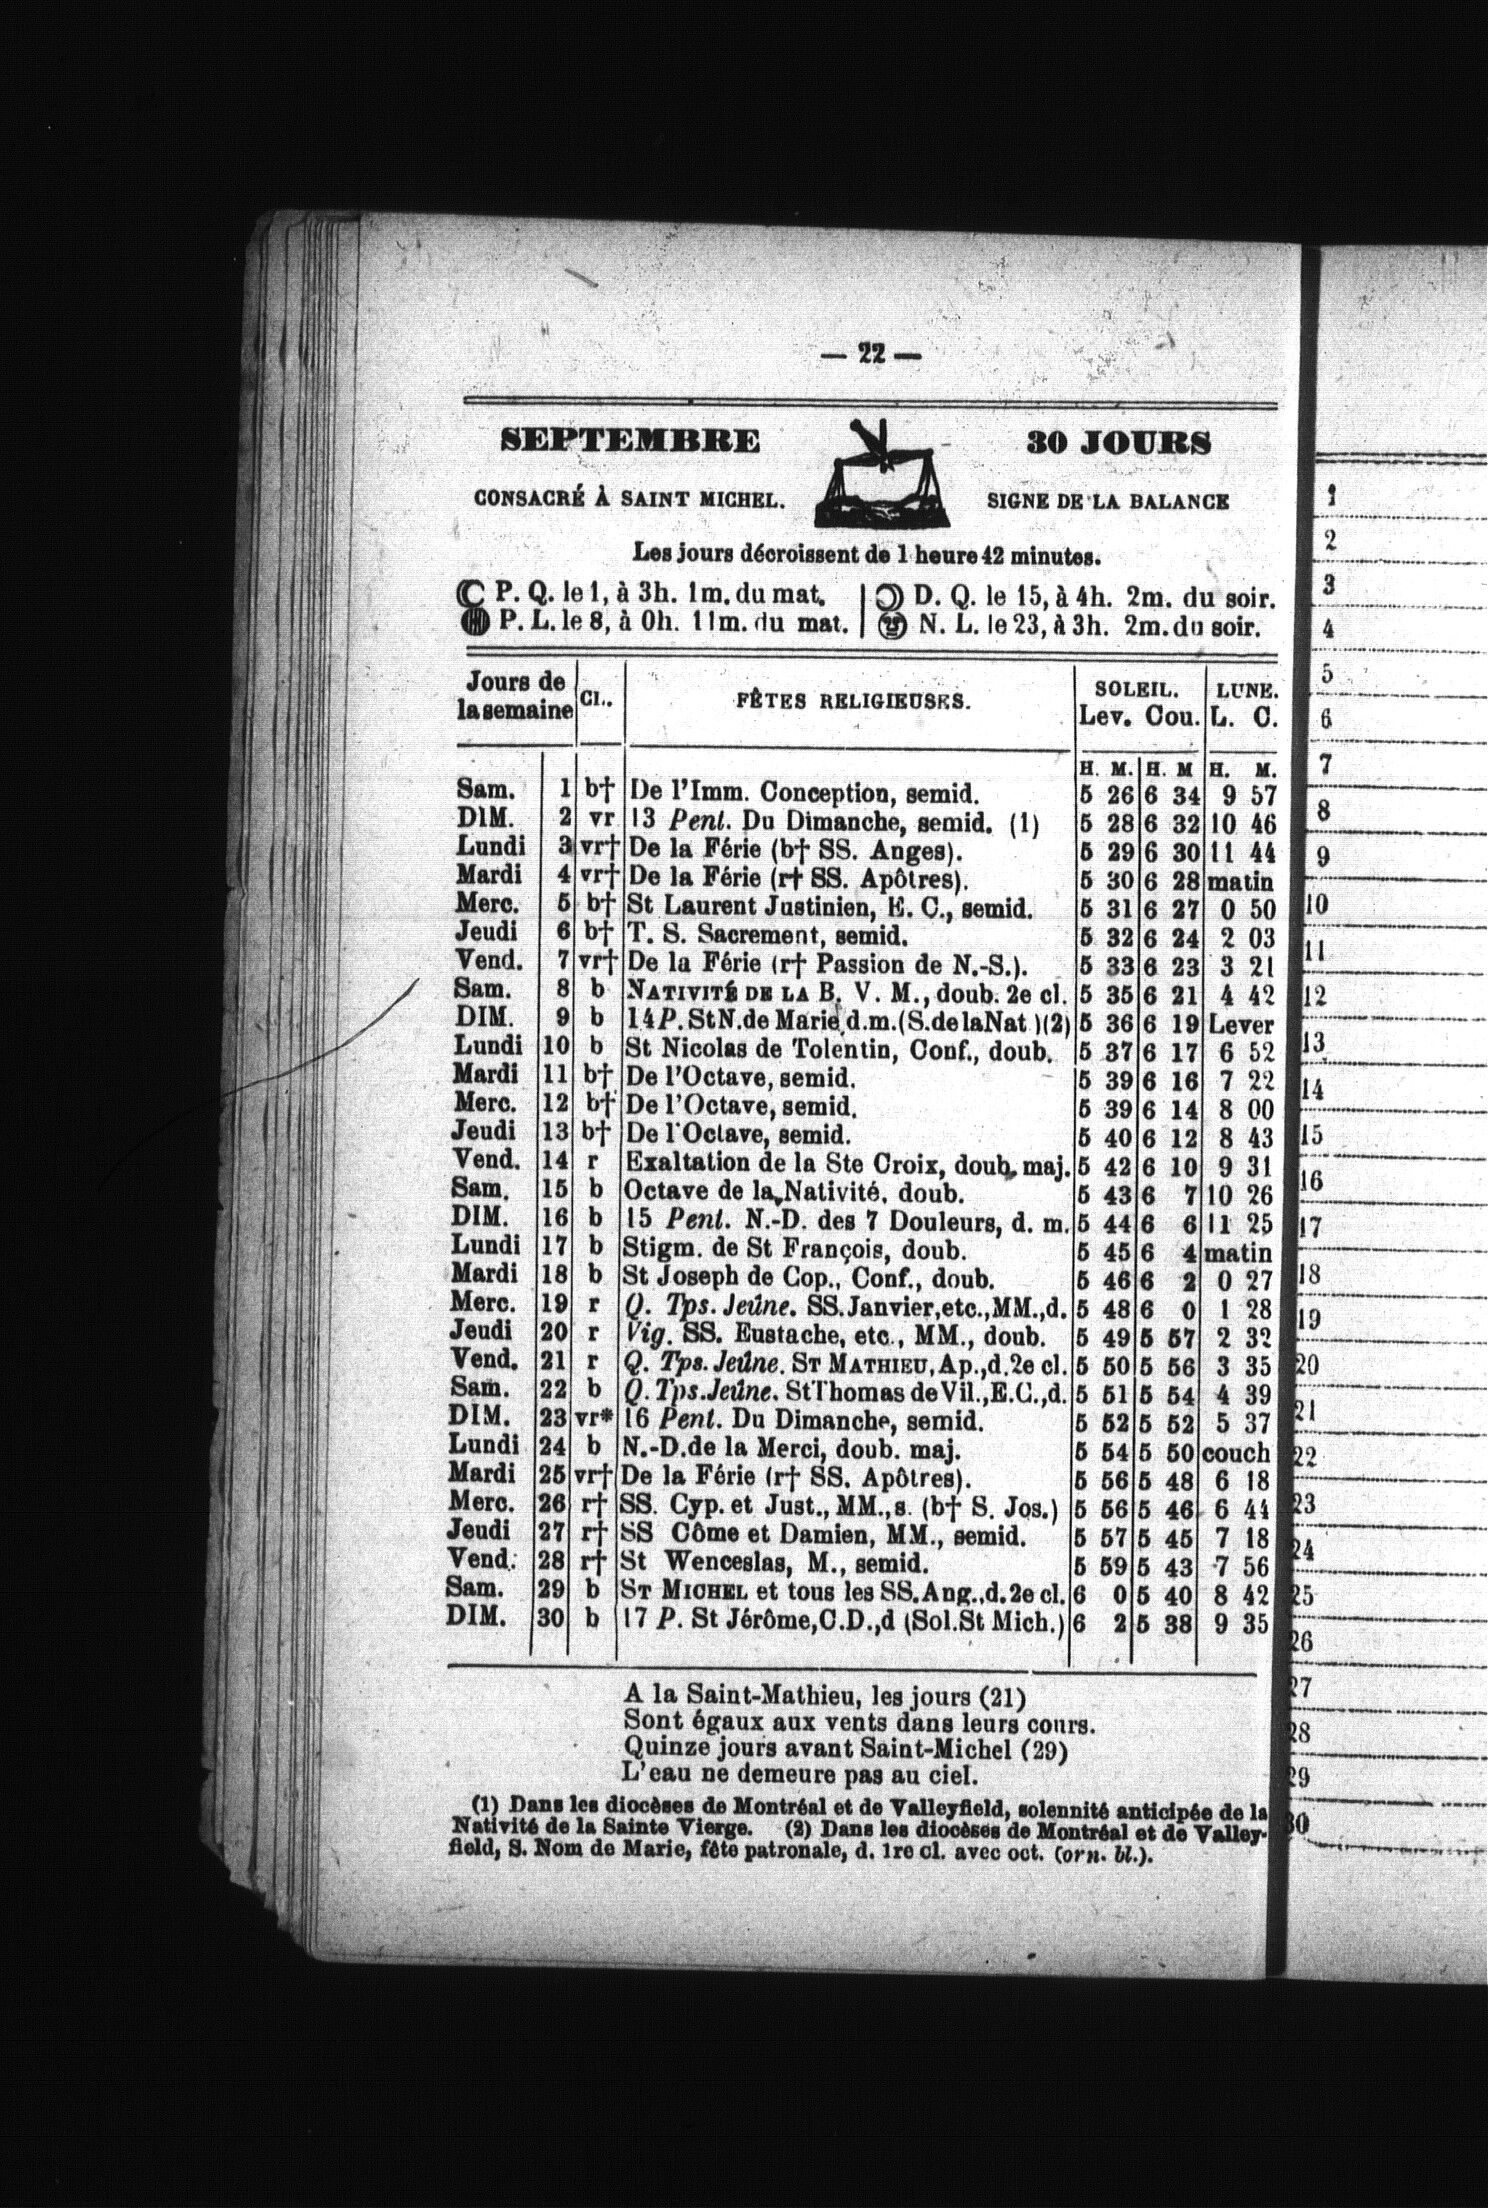 — 22 —
SEPTEMBRE 30 JOURS
CONSACRÉ À SAINT MICHEL. SIGNE DE LA BALANCE
Les jours décroissent de 1 heure 42 minutes.
P. Q. le 1, à 3h. 1m. du mat. D. Q. le 15, à 4h. 2m. du soir.
P. L. le 8, à 0h. 11m. du mat. N. L. le 23, à 3h. 2m. du soir.
Jours de la semaine CL. FÊTES RELIGIEUSES. SOLEIL. Lev. Cou. LUNE. L. C.
H. M. H. M H. M.
Sam. 1 b† De l'Imm. Conception, semid. 5 26 6 34 9 57
DIM. 2 vr 13 Pent. Du Dimanche, semid. (1) 5 28 6 32 10 46
Lundi 3 vr† De la Férie (b† SS. Anges). 5 29 6 30 11 44
Mardi 4 vr† De la Férie (r† SS. Apôtres). 5 30 6 28 matin
Merc. 5 b† St Laurent Justinien, E. C., semid. 5 31 6 27 0 50
Jeudi 6 b† T. S. Sacrement, semid. 5 32 6 24 2 03
Vend. 7 vr† De la Férie (r† Passion de N.-S.). 5 33 6 23 3 21
Sam. 8 b NATIVITÉ DE LA B. V. M., doub. 2e cl. 5 35 6 21 4 42
DIM. 9 b 14 P. St N. de Marie d. m. (S. de la Nat )(2) 5 36 6 19 Lever
Lundi 10 b St Nicolas de Tolentin, Conf., doub. 5 37 6 17 6 52
Mardi 11 b† De l'Octave, semid. 5 39 6 16 7 22
Merc. 12 b† De l'Octave, semid. 5 39 6 14 8 00
Jeudi 13 b† De l'Octave, semid. 5 40 6 12 8 43
Vend. 14 r Exaltation de la Ste Croix, doub. maj. 5 42 6 10 9 31
Sam. 15 b Octave de la Nativité, doub. 5 43 6 7 10 26
DIM. 16 b 15 Pent. N.-D. des 7 Douleurs, d. m. 5 44 6 6 11 25
Lundi 17 b Stigm. de St François, doub. 5 45 6 4 matin
Mardi 18 b St Joseph de Cop., Conf., doub. 5 46 6 2 0 27
Merc. 19 r Q. Tps. Jeûne. SS. Janvier, etc., MM., d. 5 48 6 0 1 28
Jeudi 20 r Vig. SS. Eustache, etc., MM., doub. 5 49 5 57 2 32
Vend. 21 r Q. Tps. Jeûne. ST MATHIEU, Ap., d. 2e cl. 5 50 5 56 3 35
Sam. 22 b Q. Tps. Jeûne. St Thomas de Vil., E. C., d. 5 51 5 54 4 39
DIM. 23 vr* 16 Pent. Du Dimanche, semid. 5 52 5 52 5 37
Lundi 24 b N.-D. de la Merci, doub. maj. 5 54 5 50 couch
Mardi 25 vr† De la Férie (r† SS. Apôtres). 5 56 5 48 6 18
Merc. 26 r† SS. Cyp. et Just., MM., s. (b† S. Jos.) 5 56 5 46 6 44
Jeudi 27 r† SS Côme et Damien, MM., semid. 5 57 5 45 7 18
Vend. 28 r† St Wenceslas, M., semid. 5 59 5 43 7 56
Sam. 29 b ST MICHEL et tous les SS. Ang., d. 2e cl. 6 0 5 40 8 42
DIM. 30 b 17 P. St Jérôme, C. D., d (Sol. St Mich.) 6 2 5 38 9 35
A la Saint-Mathieu, les jours (21)
Sont égaux aux vents dans leurs cours.
Quinze jours avant Saint-Michel (29)
L'eau ne demeure pas au ciel.
(1) Dans les diocèses de Montréal et de Valleyfield, solennité anticipée de la
Nativité de la Sainte Vierge. (2) Dans les diocèses de Montréal et de Valley-
field, S. Nom de Marie, fête patronale, d. 1re cl. avec oct. (orn. bl.).
1
2
3
4
5
6
7
8
9
10
11
12
13
14
15
16
17
18
19
20
21
22
23
24
25
26
27
28
29
30